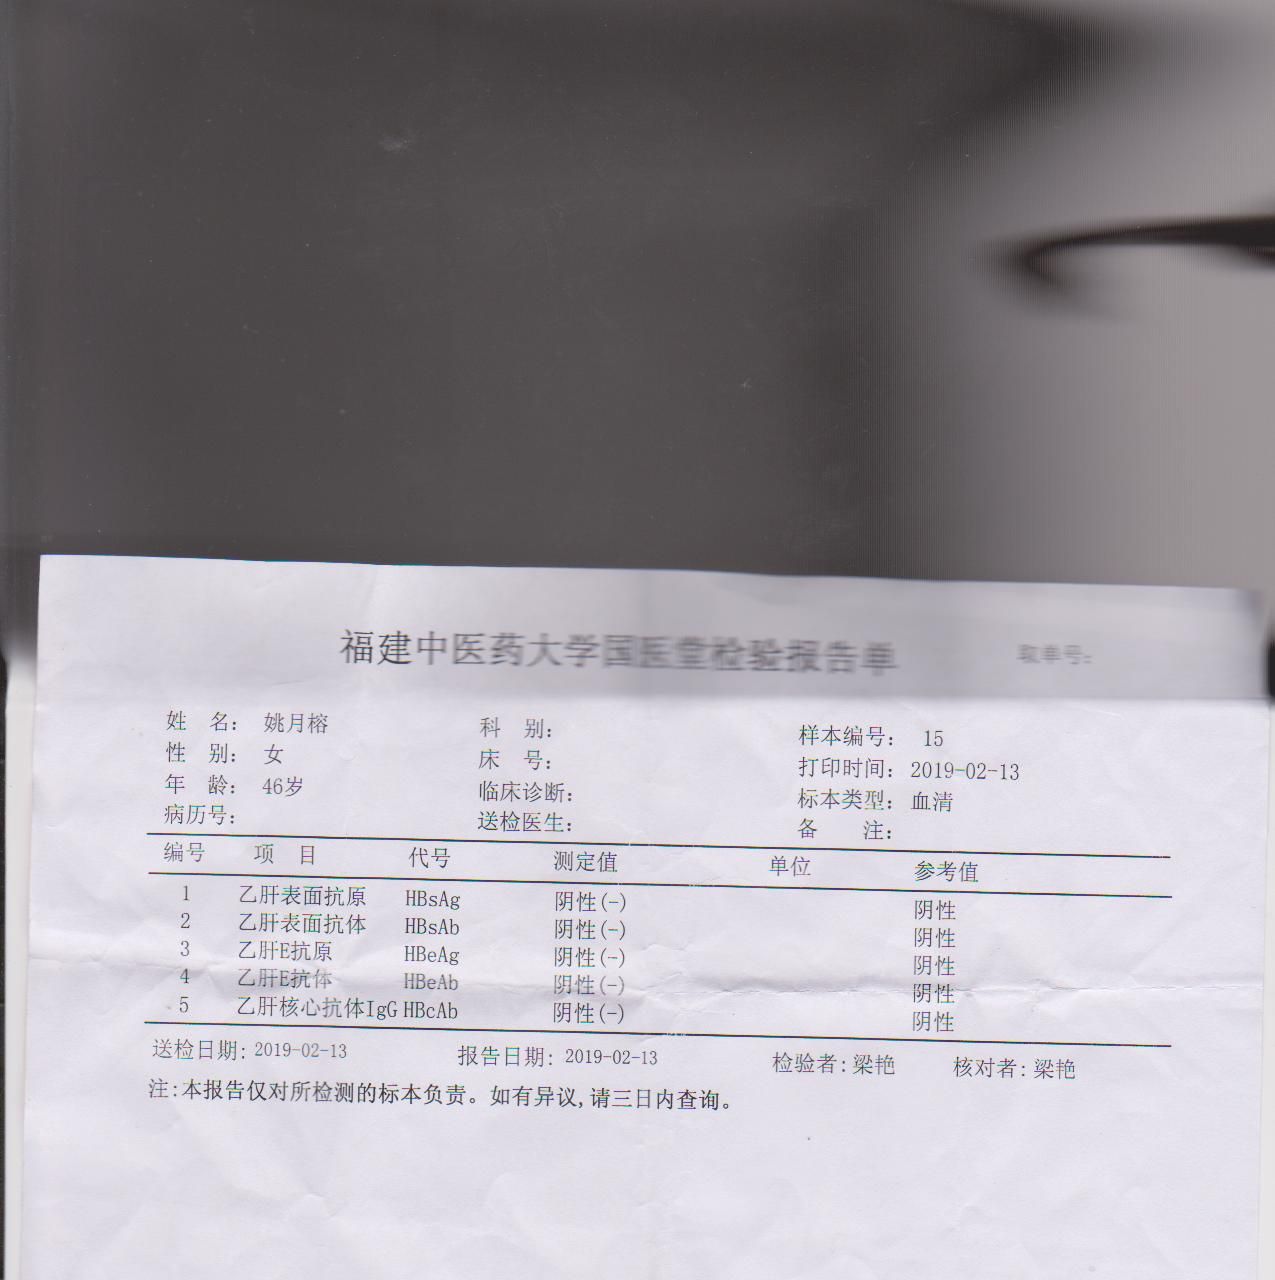 福建中医药大学国医堂检验报告单 取单号:
姓 名: 姚月榕 科 别: 样本编号: 15
性 别: 女 床 号: 打印时间: 2019-02-13
年 龄: 46岁 临床诊断: 标本类型: 血清
病历号: 送检医生: 备 注:
编号 项 目 代号 测定值 单位 参考值
1 乙肝表面抗原 HBsAg 阴性(-) 阴性
2 乙肝表面抗体 HBsAb 阴性(-) 阴性
3 乙肝E抗原 HBeAg 阴性(-) 阴性
4 乙肝E抗体 HBeAb 阴性(-) 阴性
5 乙肝核心抗体IgG HBcAb 阴性(-) 阴性
送检日期: 2019-02-13 报告日期: 2019-02-13 检验者: 梁艳 核对者: 梁艳
注:本报告仅对所检测的标本负责。如有异议,请三日内查询。